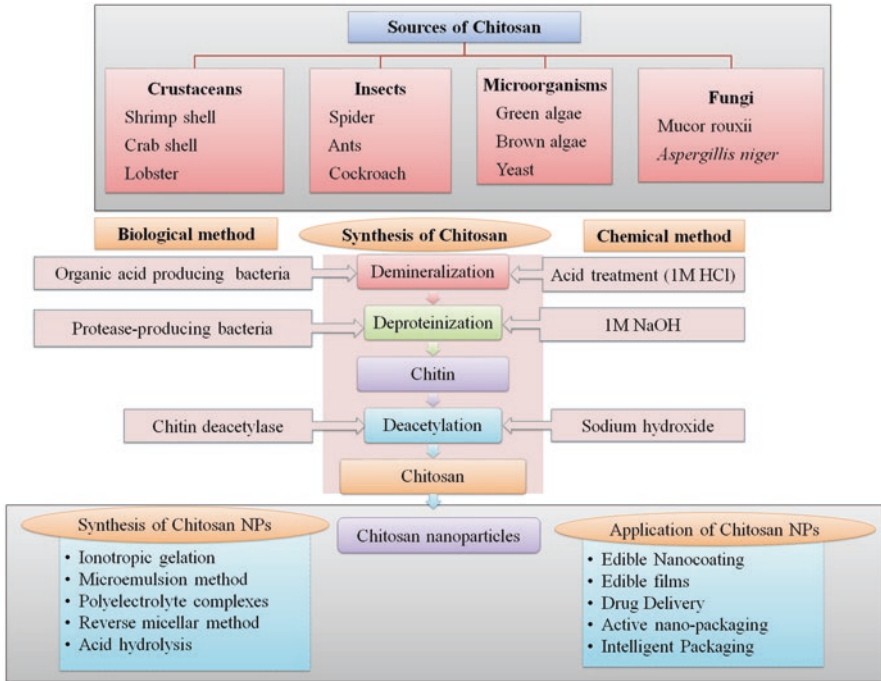 Sources of Chitosan
Crustaceans
Shrimp shell
Crab shell
Lobster
Insects
Spider
Ants
Cockroach
Microorganisms
Green algae
Brown algae
Yeast
Fungi
Mucor rouxii
Aspergillis niger
Biological method
Synthesis of Chitosan
Chemical method
Organic acid producing bacteria
Demineralization
Acid treatment (1M HCl)
Protease-producing bacteria
Deproteinization
1M NaOH
Chitin
Chitin deacetylase
Deacetylation
Sodium hydroxide
Chitosan
Synthesis of Chitosan NPs
• Ionotropic gelation
• Microemulsion method
• Polyelectrolyte complexes
• Reverse micellar method
• Acid hydrolysis
Chitosan nanoparticles
Application of Chitosan NPs
• Edible Nanocoating
• Edible films
• Drug Delivery
• Active nano-packaging
• Intelligent Packaging